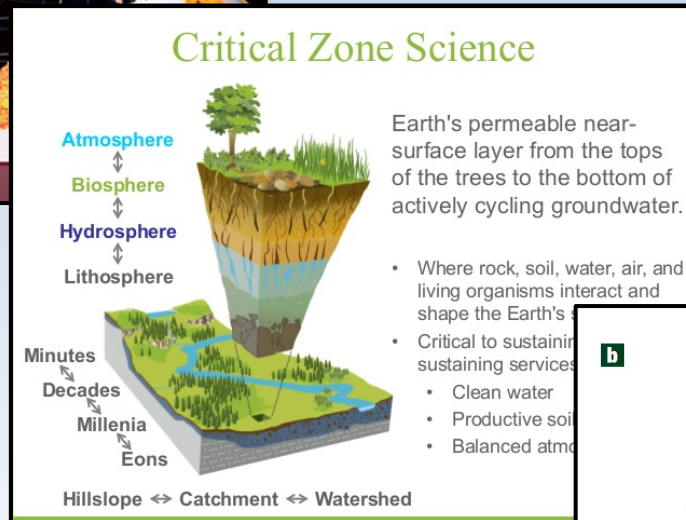 Critical Zone Science
Atmosphere
Biosphere
Hydrosphere
Lithosphere
Earth's permeable near-
surface layer from the tops
of the trees to the bottom of
actively cycling groundwater.
• Where rock, soil, water, air, and
living organisms interact and
shape the Earth's
• Critical to
sustaining services
• Clean water
• Productive
• Balanced
b
Minutes
Decades
Millenia
Eons
Hillslope ⇔ Catchment ⇔ Watershed